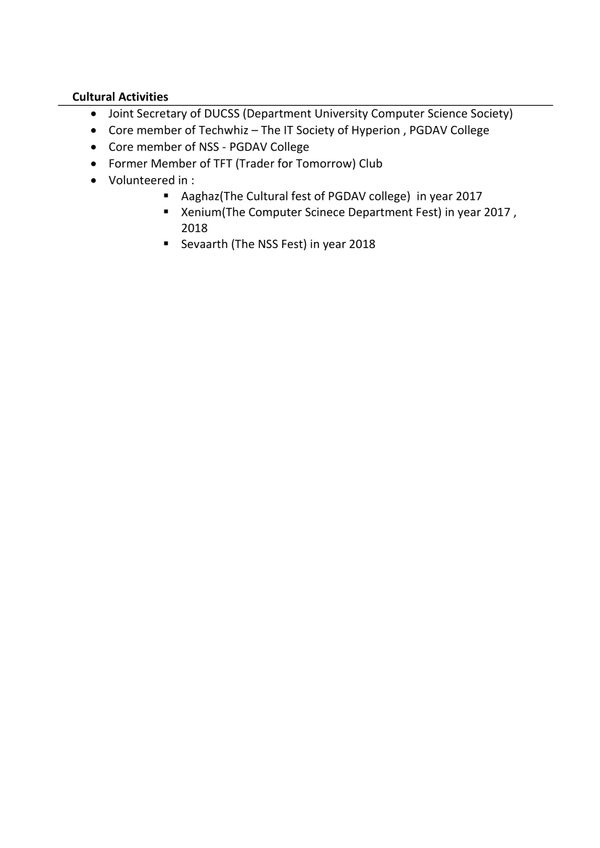 Cultural Activities
• Joint Secretary of DUCSS (Department University Computer Science Society)
• Core member of Techwhiz – The IT Society of Hyperion , PGDAV College
• Core member of NSS - PGDAV College
• Former Member of TFT (Trader for Tomorrow) Club
• Volunteered in :
▪ Aaghaz(The Cultural fest of PGDAV college)  in year 2017
▪ Xenium(The Computer Scinece Department Fest) in year 2017 ,
2018
▪ Sevaarth (The NSS Fest) in year 2018